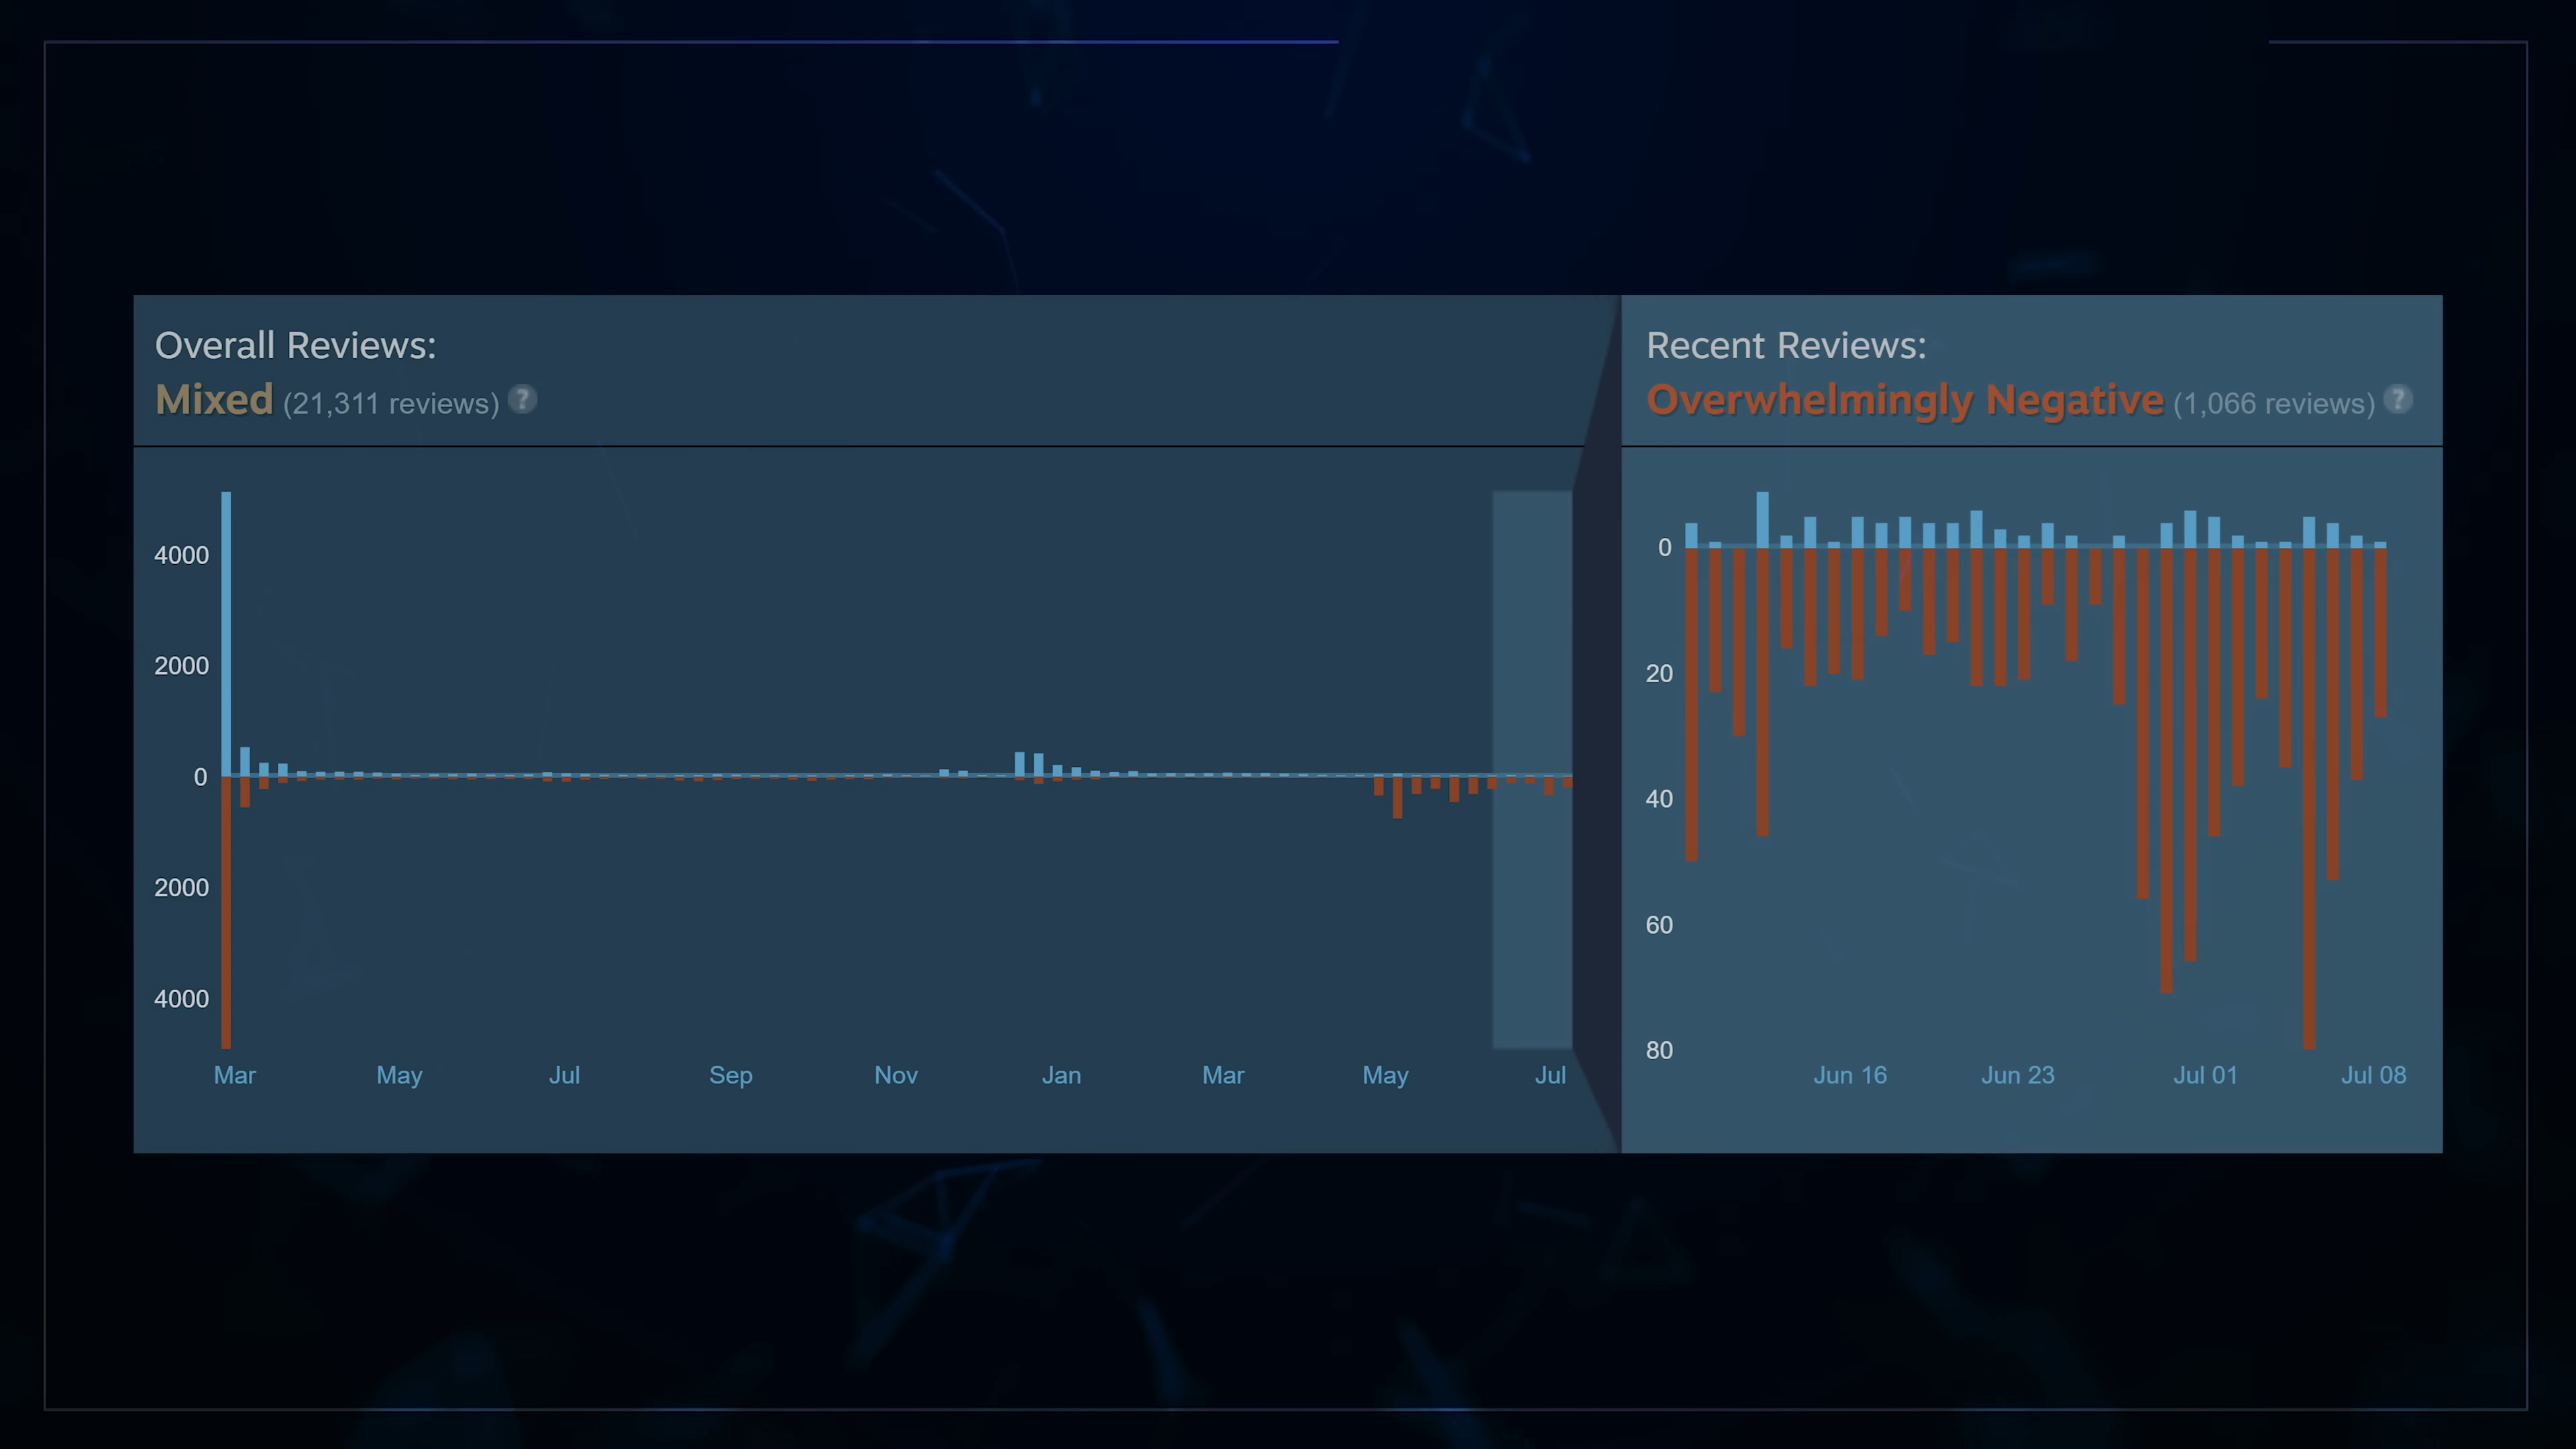 Overall Reviews:
Mixed (21,311 reviews) ?
4000
2000
0
2000
4000
Mar May Jul Sep Nov Jan Mar May Jul
Recent Reviews:
Overwhelmingly Negative (1,066 reviews) ?
0
20
40
60
80
Jun 16 Jun 23 Jul 01 Jul 08